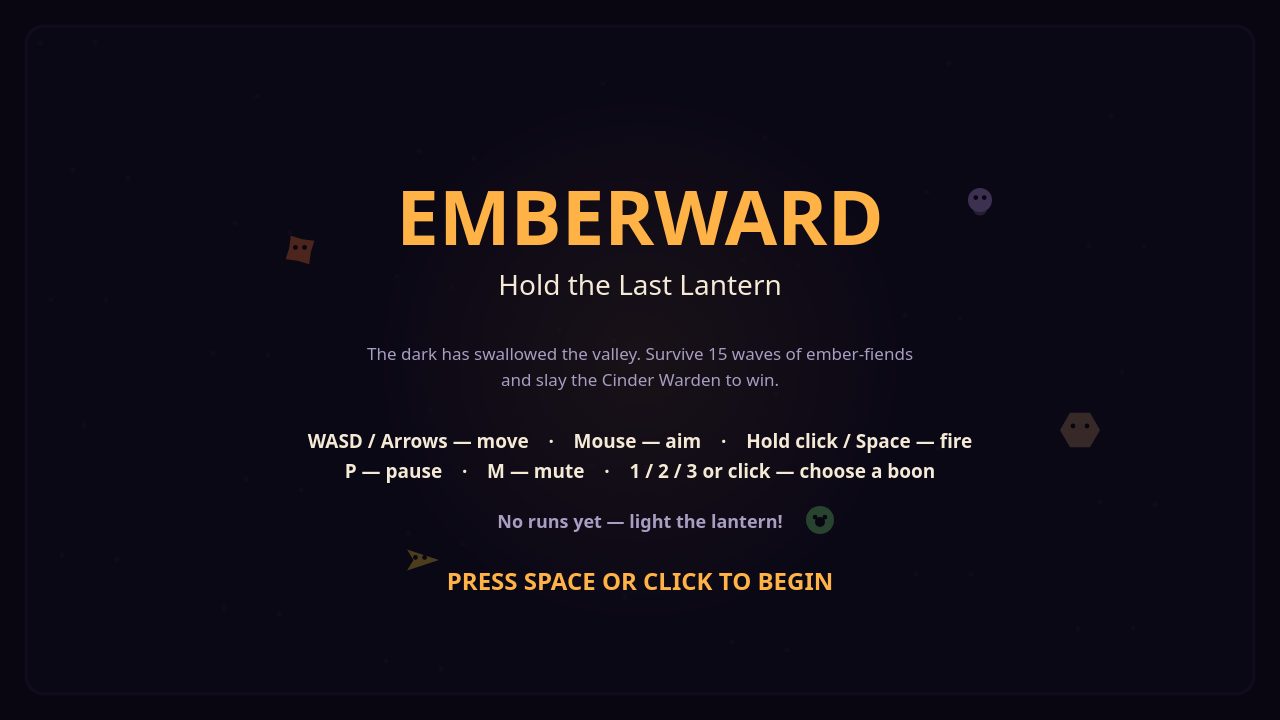 EMBERWARD
Hold the Last Lantern
The dark has swallowed the valley. Survive 15 waves of ember-fiends
and slay the Cinder Warden to win.
WASD / Arrows — move · Mouse — aim · Hold click / Space — fire
P — pause · M — mute · 1 / 2 / 3 or click — choose a boon
No runs yet — light the lantern!
PRESS SPACE OR CLICK TO BEGIN